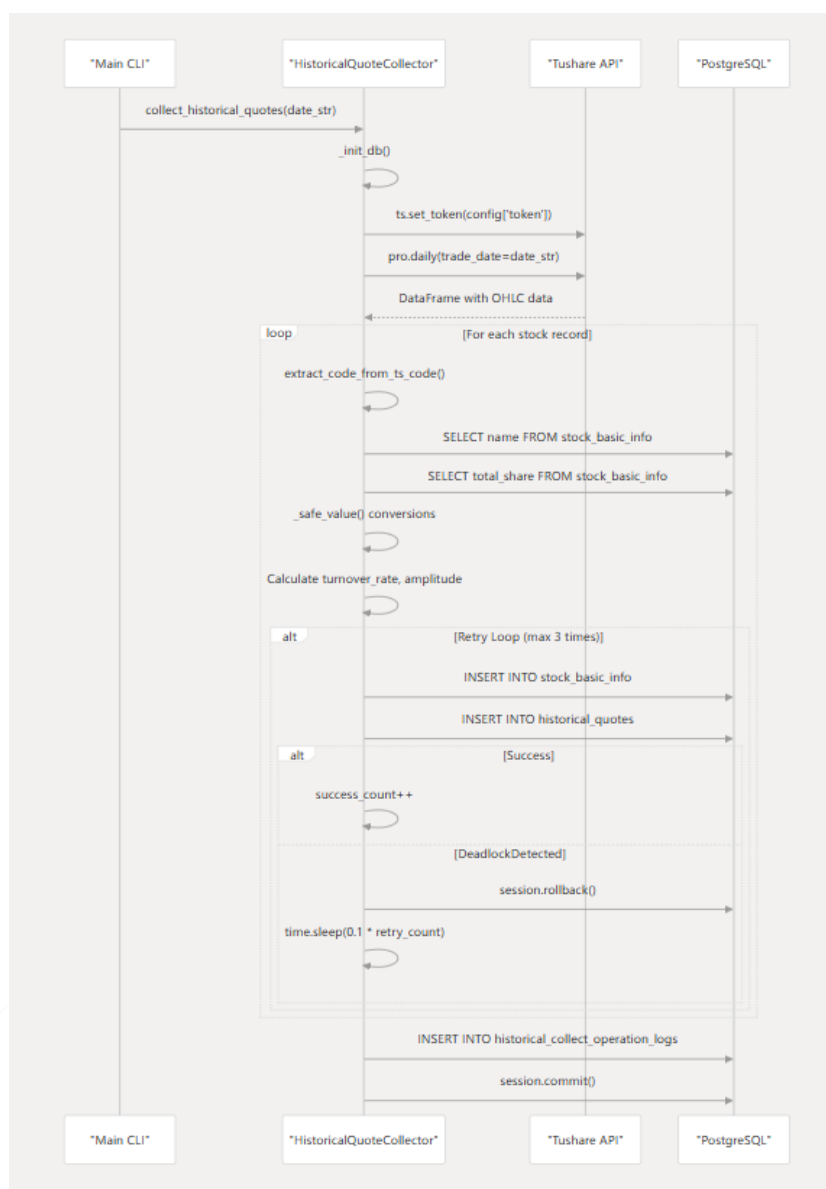 "Main CLI" "HistoricalQuoteCollector" "Tushare API" "PostgreSQL"
collect_historical_quotes(date_str)
_init_db()
ts.set_token(config['token'])
pro.daily(trade_date=date_str)
DataFrame with OHLC data
loop [For each stock record]
extract_code_from_ts_code()
SELECT name FROM stock_basic_info
SELECT total_share FROM stock_basic_info
_safe_value() conversions
Calculate turnover_rate, amplitude
alt [Retry Loop (max 3 times)]
INSERT INTO stock_basic_info
INSERT INTO historical_quotes
alt [Success]
success_count++
[DeadlockDetected]
session.rollback()
time.sleep(0.1 * retry_count)
INSERT INTO historical_collect_operation_logs
session.commit()
"Main CLI" "HistoricalQuoteCollector" "Tushare API" "PostgreSQL"